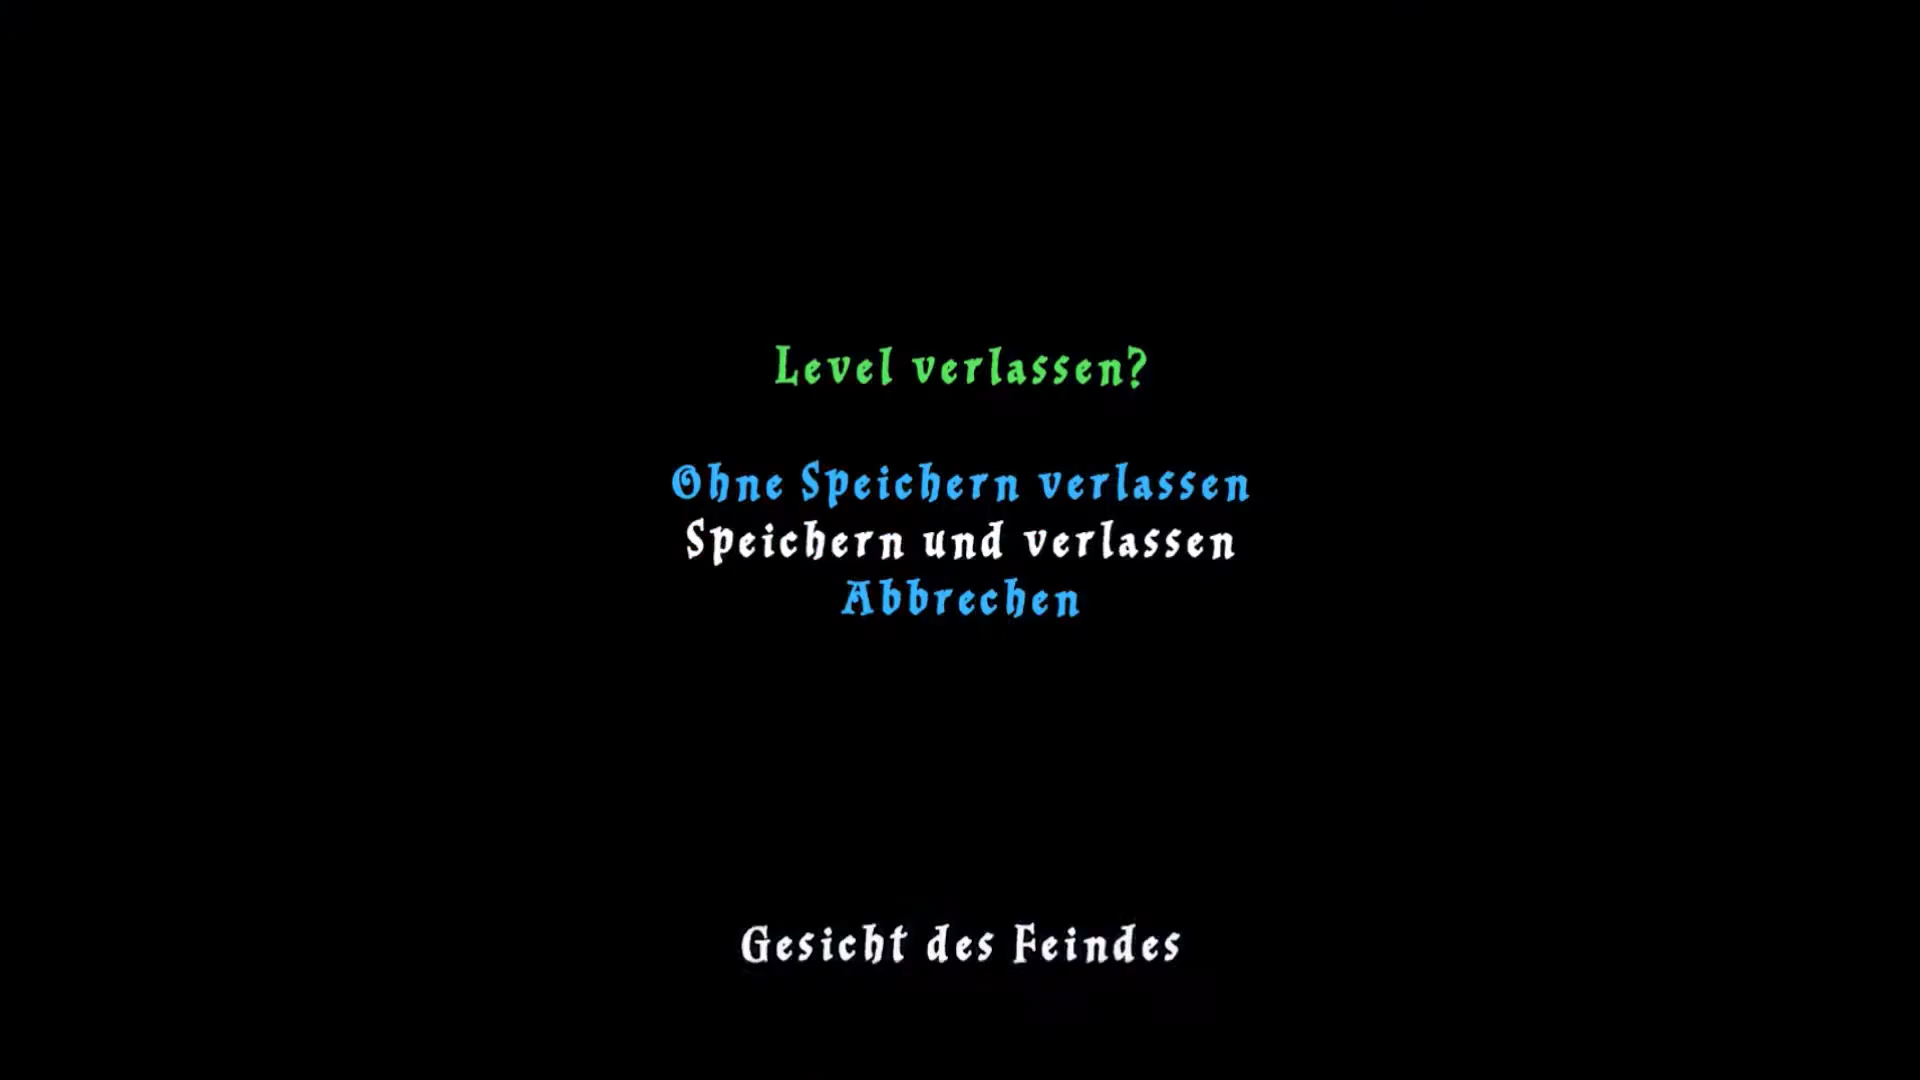 Level verlassen?
Ohne Speichern verlassen
Speichern und verlassen
Abbrechen
Gesicht des Feindes